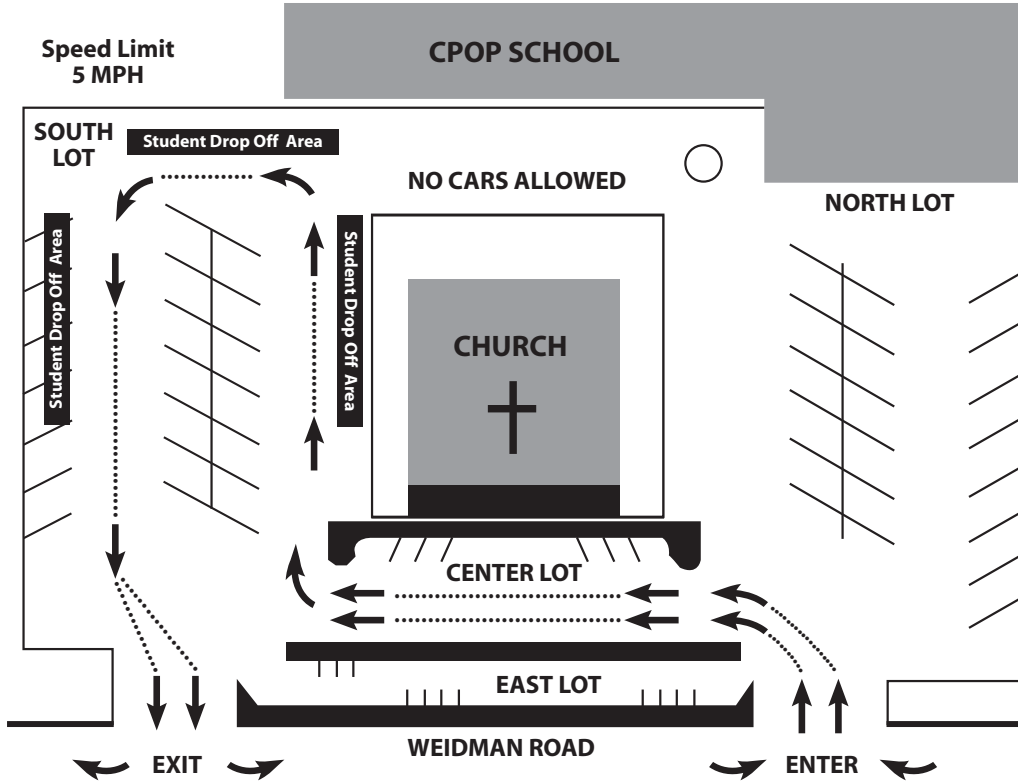 Speed Limit
5 MPH
CPOP SCHOOL
SOUTH
LOT
Student Drop Off Area
NO CARS ALLOWED
NORTH LOT
Student Drop Off Area
Student Drop Off Area
CHURCH
CENTER LOT
EAST LOT
WEIDMAN ROAD
EXIT
ENTER